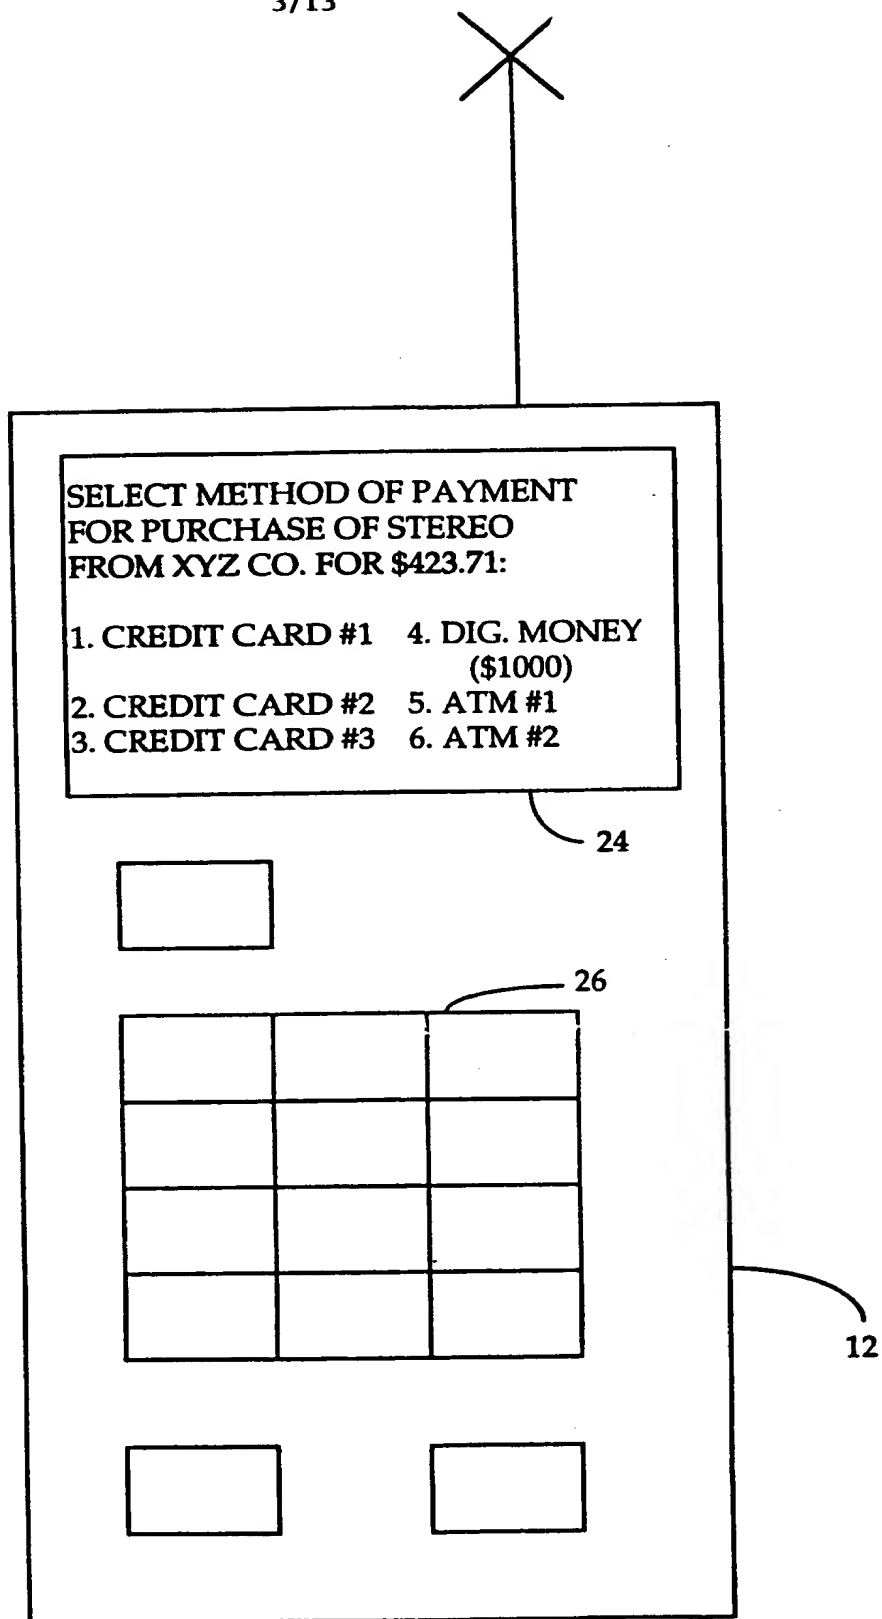 3/13
SELECT METHOD OF PAYMENT
FOR PURCHASE OF STEREO
FROM XYZ CO. FOR $423.71:
1. CREDIT CARD #1 4. DIG. MONEY
($1000)
2. CREDIT CARD #2 5. ATM #1
3. CREDIT CARD #3 6. ATM #2
24
26
12